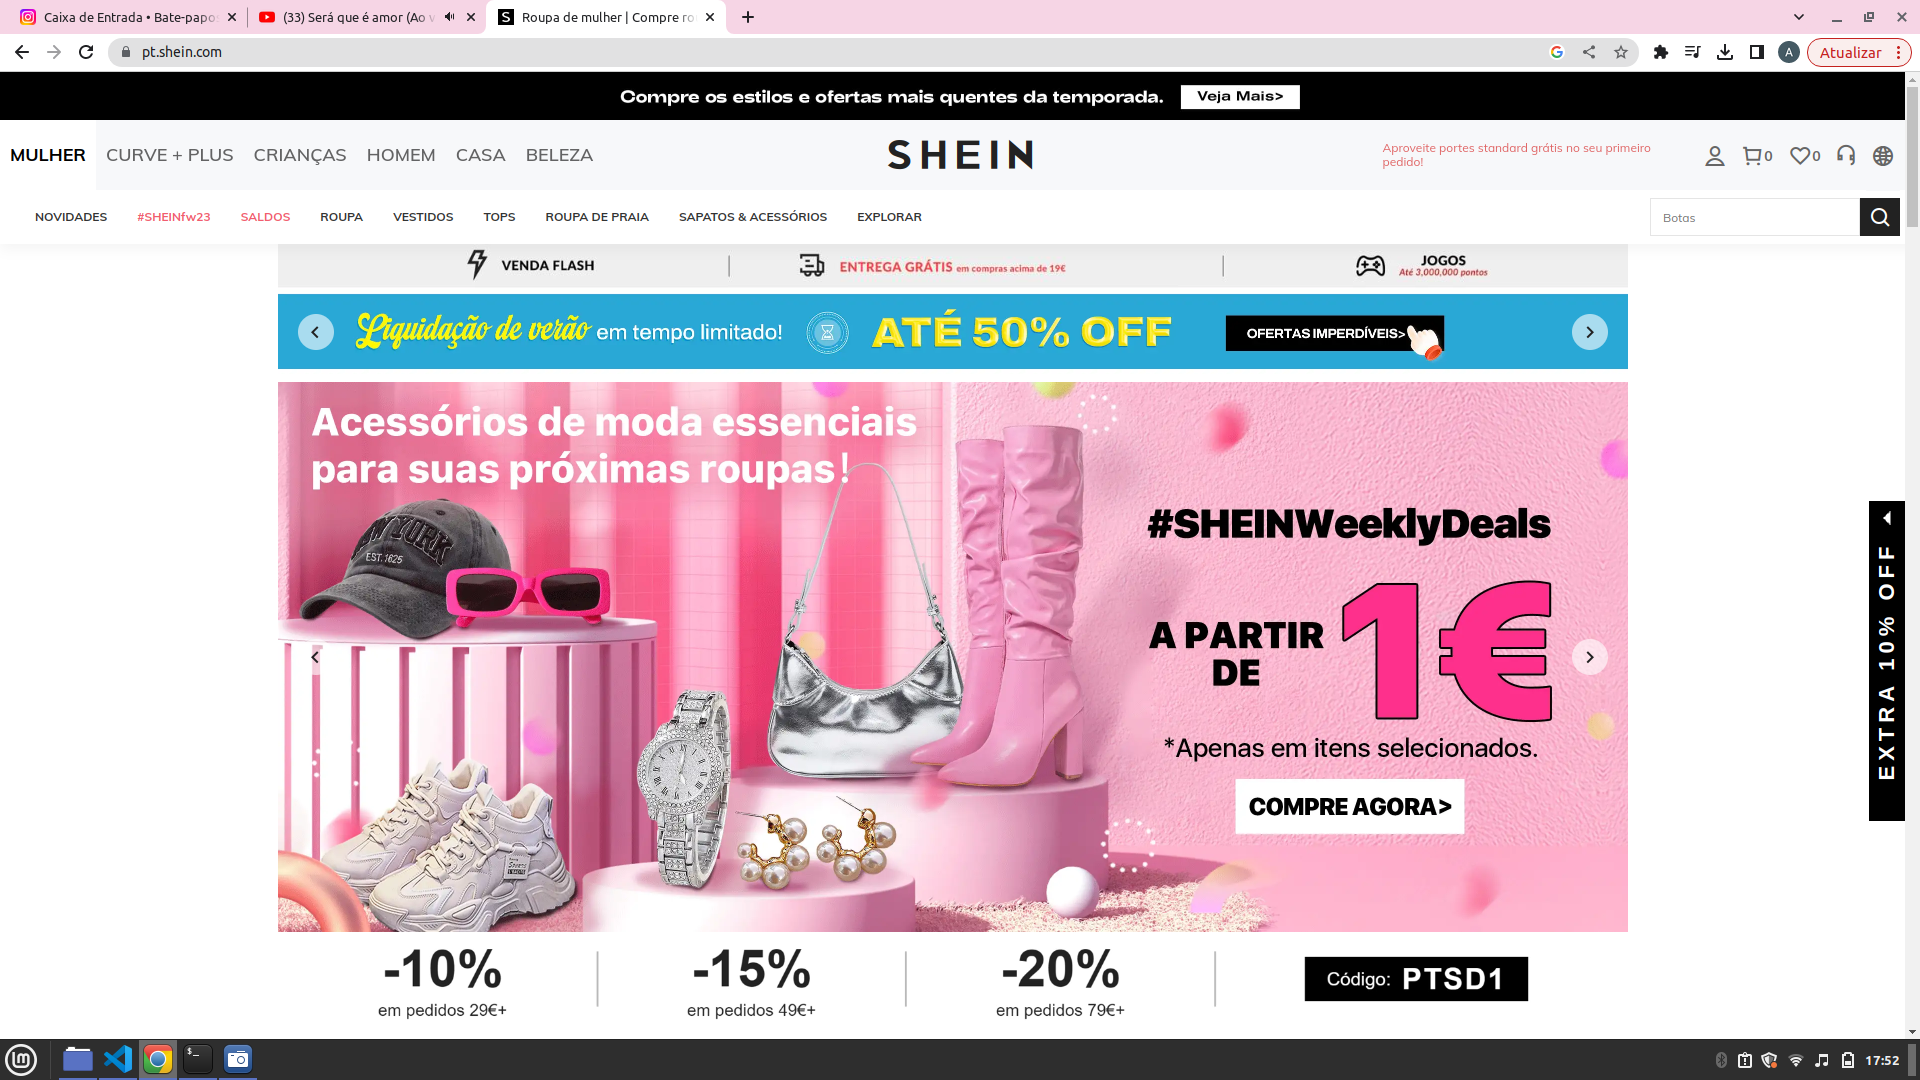 Caixa de Entrada • Bate-papos
(33) Será que é amor (Ao v
Roupa de mulher | Compre ro
pt.shein.com
A
Atualizar
Compre os estilos e ofertas mais quentes da temporada.
Veja Mais>
MULHER
CURVE + PLUS
CRIANÇAS
HOMEM
CASA
BELEZA
SHEIN
Aproveite portes standard grátis no seu primeiro
pedido!
0
0
NOVIDADES
#SHEINfw23
SALDOS
ROUPA
VESTIDOS
TOPS
ROUPA DE PRAIA
SAPATOS & ACESSÓRIOS
EXPLORAR
Botas
VENDA FLASH
ENTREGA GRÁTIS em compras acima de 19€
JOGOS
Até 3,000,000 pontos
Liquidação de verão em tempo limitado!
ATÉ 50% OFF
OFERTAS IMPERDÍVEIS>
Acessórios de moda essenciais
para suas próximas roupas!
NEW YORK
EST. 1625
#SHEINWeeklyDeals
A PARTIR
DE
1€
*Apenas em itens selecionados.
COMPRE AGORA>
EXTRA 10% OFF
-10%
em pedidos 29€+
-15%
em pedidos 49€+
-20%
em pedidos 79€+
Código: PTSD1
17:52